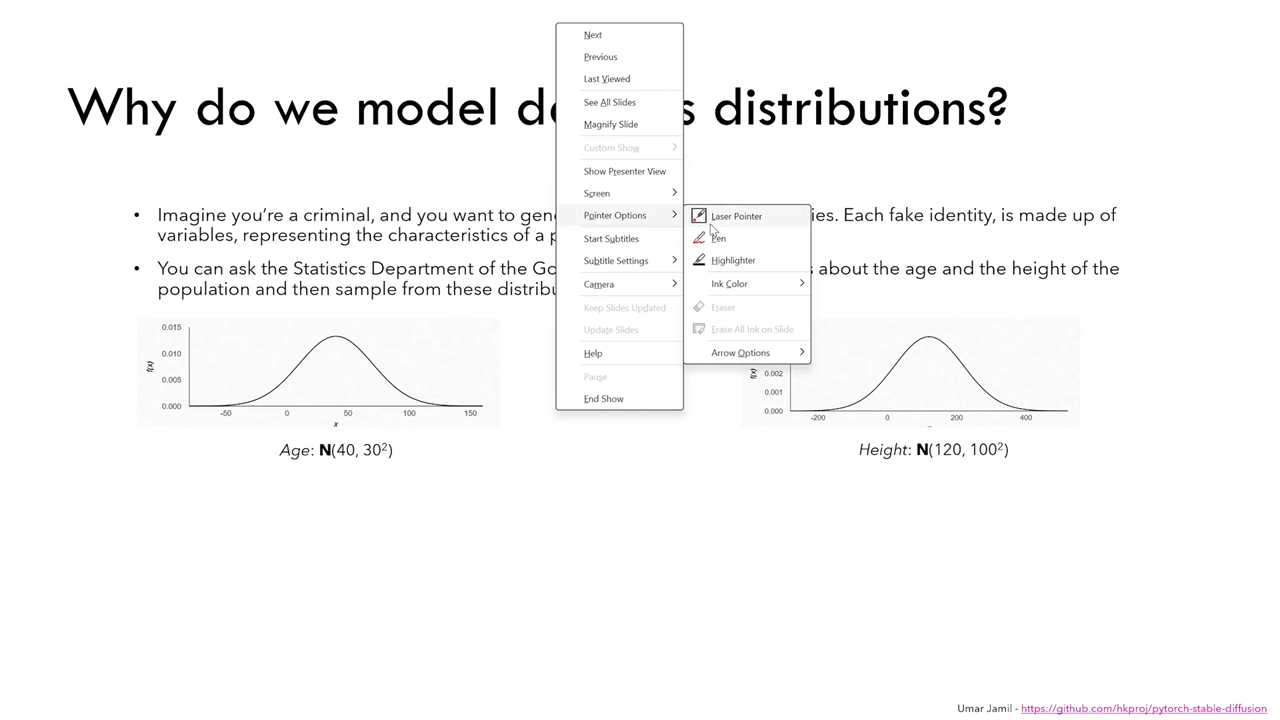 Why do we model da
s distributions?
Next
Previous
Last Viewed
See All Slides
Magnify Slide
Custom Show
Show Presenter View
Screen
Pointer Options
Start Subtitles
Subtitle Settings
Camera
Keep Slides Updated
Update Slides
Help
Pause
End Show
Laser Pointer
Pen
Highlighter
Ink Color
Eraser
Erase All Ink on Slide
Arrow Options
• Imagine you're a criminal, and you want to gen
ies. Each fake identity, is made up of
variables, representing the characteristics of a p
• You can ask the Statistics Department of the Go
s about the age and the height of the
population and then sample from these distribu
0.015
0.010
0.005
0.000
f(x)
-50 0 50 100 150
x
Age: N(40, 30²)
0.002
0.001
0.000
f(x)
-200 0 200 400
Height: N(120, 100²)
Umar Jamil - https://github.com/hkproj/pytorch-stable-diffusion